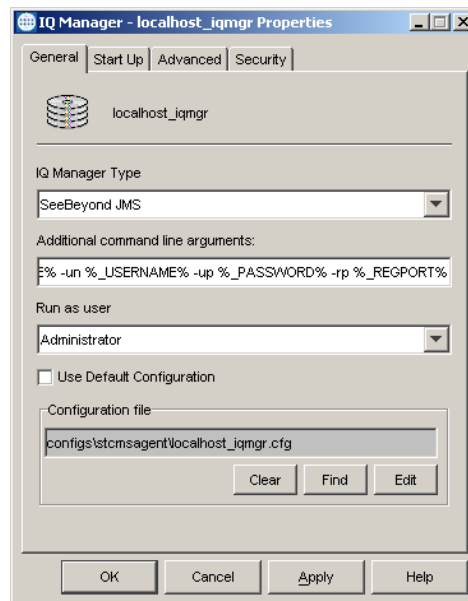 IQ Manager - localhost_iqmgr Properties
General Start Up Advanced Security
localhost_iqmgr
IQ Manager Type
SeeBeyond JMS
Additional command line arguments:
E% -un %_USERNAME% -up %_PASSWORD% -rp %_REGPORT%
Run as user
Administrator
Use Default Configuration
Configuration file
configs\stcmsagent\localhost_iqmgr.cfg
Clear Find Edit
OK Cancel Apply Help